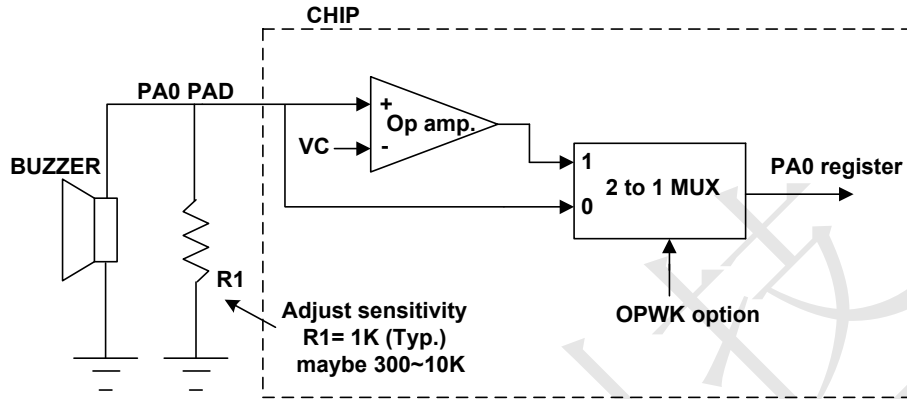 CHIP
PA0 PAD
+
Op amp.
VC
-
BUZZER
1
2 to 1 MUX
0
PA0 register
R1
Adjust sensitivity
R1= 1K (Typ.)
maybe 300~10K
OPWK option